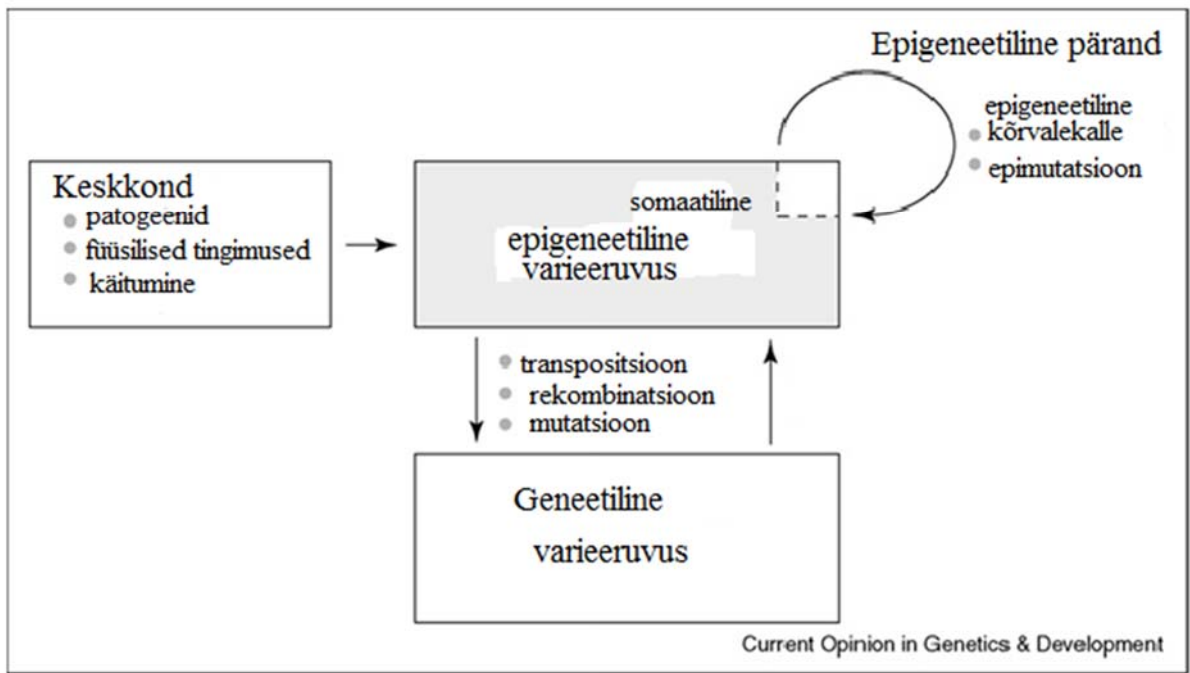 Epigeneetiline pärand
epigeneetiline
kõrvalekalle
epimutatsioon
Keskkond
patogeenid
füüsilised tingimused
käitumine
somaatiline
epigeneetiline
varieeruvus
transpositsioon
rekombinatsioon
mutatsioon
Geneetiline
varieeruvus
Current Opinion in Genetics & Development